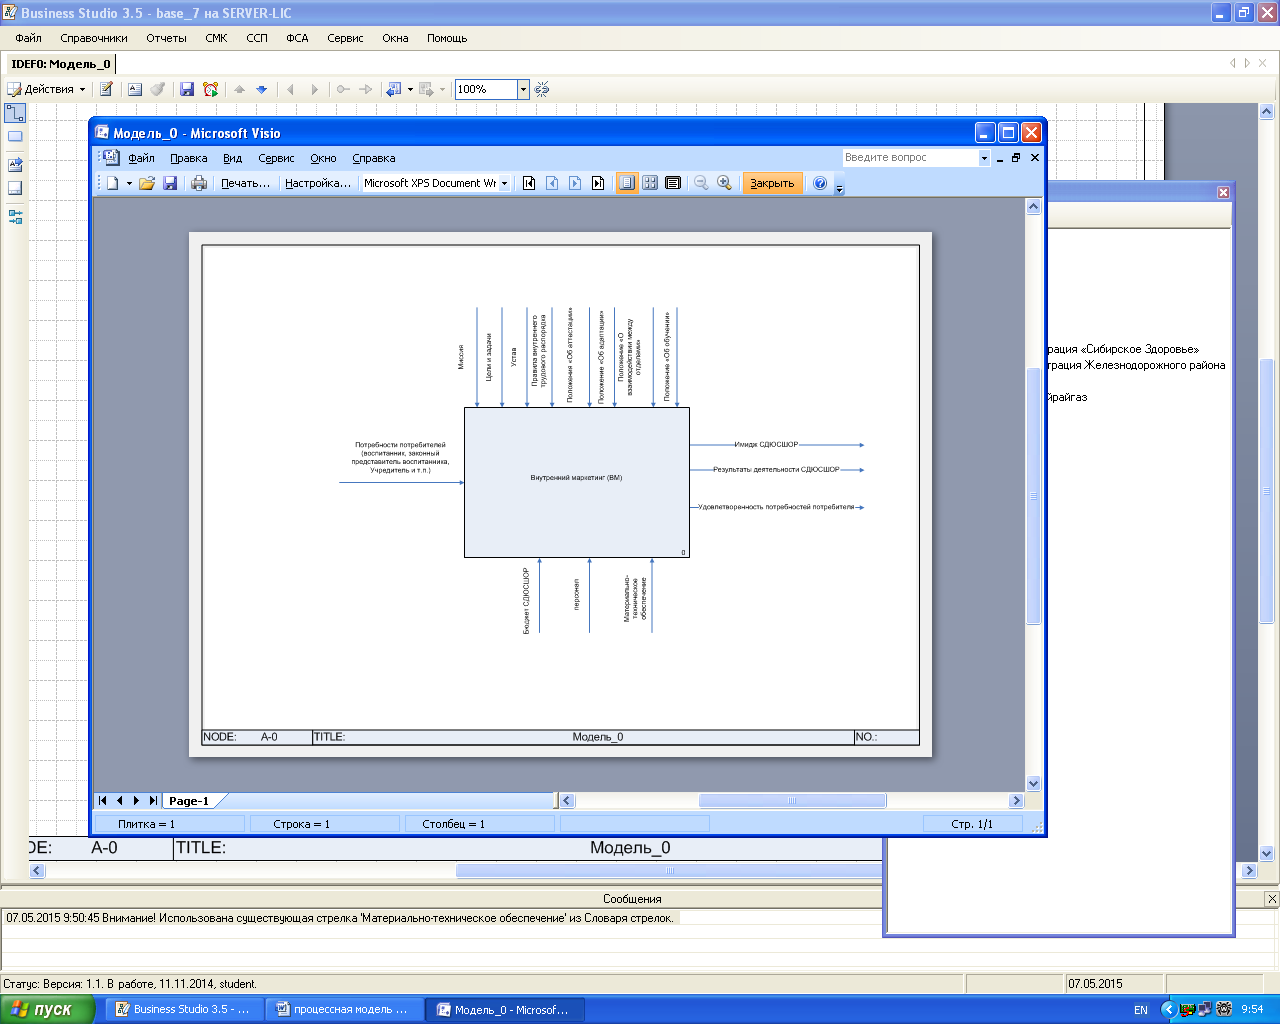 Business Studio 3.5 - base_7 на SERVER-LIC
Файл Справочники Отчеты СМК ССП ФСА Сервис Окна Помощь
IDEF0: Модель_0
Действия 100%
Модель_0 - Microsoft Visio
Файл Правка Вид Сервис Окно Справка Введите вопрос
Печать... Настройка... Microsoft XPS Document Wr Закрыть
Миссия
Цели и задачи
Устав
Правила внутреннего
трудового распорядка
Положения «Об аттестации»
Положение «Об адаптации»
Положение «О
взаимодействии между
отделами»
Положение «Об обучении»
Потребности потребителей
(воспитанник, законный
представитель воспитанника,
Учредитель и т.п.)
Внутренний маркетинг (ВМ)
0
Имидж СДЮСШОР
Результаты деятельности СДЮСШОР
Удовлетворенность потребностей потребителя
Бюджет СДЮСШОР
персонал
Материально-
техническое
обеспечение
NODE: A-0 TITLE: Модель_0 NO.:
рация «Сибирское Здоровье»
трация Железнодорожного района
йрайгаз
Page-1
Плитка = 1 Строка = 1 Столбец = 1 Стр. 1/1
DE: A-0 TITLE: Модель_0
Сообщения
07.05.2015 9:50:45 Внимание! Использована существующая стрелка 'Материально-техническое обеспечение' из Словаря стрелок.
Статус: Версия: 1.1. В работе, 11.11.2014, student. 07.05.2015
пуск Business Studio 3.5 - ... процессная модель ... Модель_0 - Microsof... EN 9:54